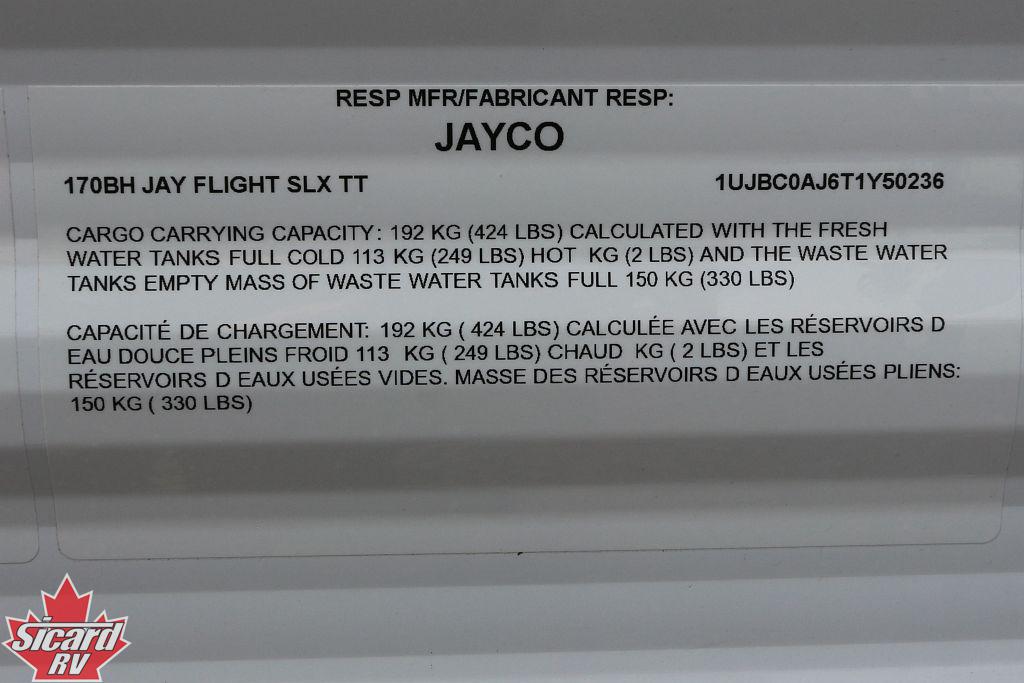 RESP MFR/FABRICANT RESP:
JAYCO
170BH JAY FLIGHT SLX TT 1UJBC0AJ6T1Y50236
CARGO CARRYING CAPACITY: 192 KG (424 LBS) CALCULATED WITH THE FRESH
WATER TANKS FULL COLD 113 KG (249 LBS) HOT KG (2 LBS) AND THE WASTE WATER
TANKS EMPTY MASS OF WASTE WATER TANKS FULL 150 KG (330 LBS)
CAPACITÉ DE CHARGEMENT: 192 KG ( 424 LBS) CALCULÉE AVEC LES RÉSERVOIRS D
EAU DOUCE PLEINS FROID 113 KG ( 249 LBS) CHAUD KG ( 2 LBS) ET LES
RÉSERVOIRS D EAUX USÉES VIDES. MASSE DES RÉSERVOIRS D EAUX USÉES PLIENS:
150 KG ( 330 LBS)
Sicard
RV